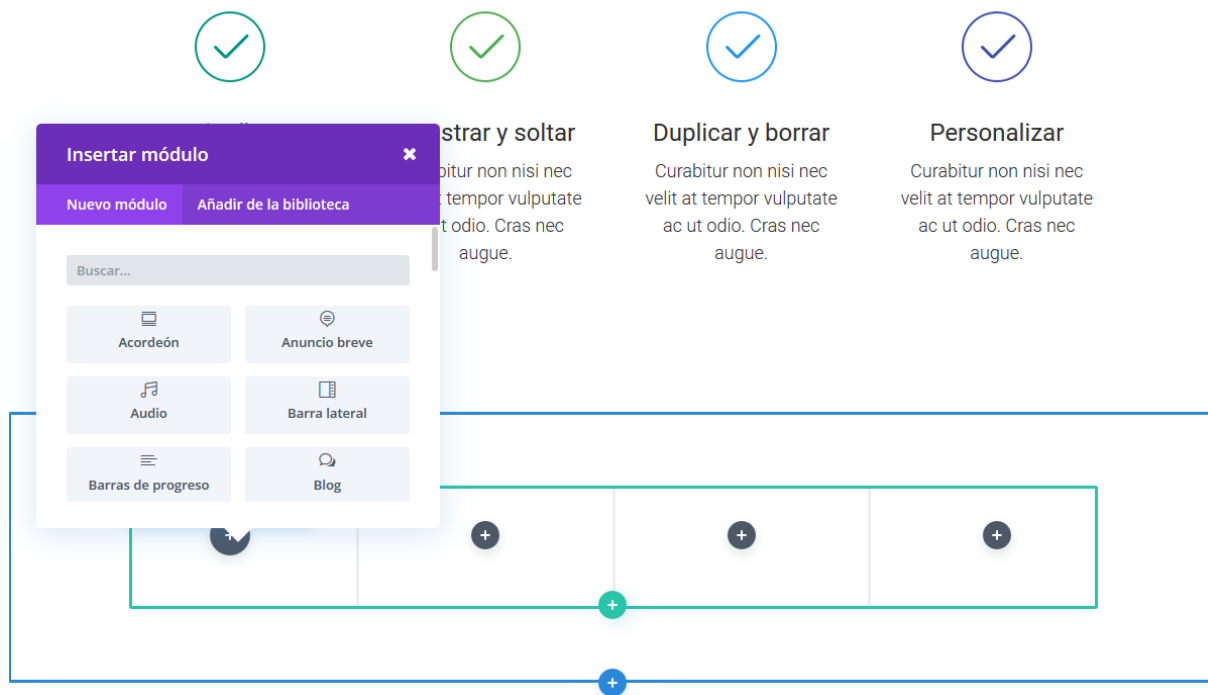 Insertar módulo
Nuevo módulo Añadir de la biblioteca
Buscar...
Acordeón
Anuncio breve
Audio
Barra lateral
Barras de progreso
Blog
y soltar
non nisi nec
tempor vulputate
odio. Cras nec
augue.
Duplicar y borrar
Curabitur non nisi nec
velit at tempor vulputate
ac ut odio. Cras nec
augue.
Personalizar
Curabitur non nisi nec
velit at tempor vulputate
ac ut odio. Cras nec
augue.